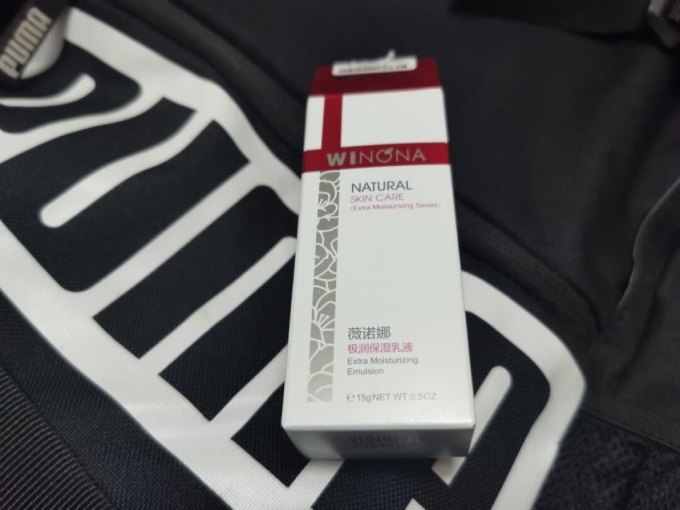 PUMA
WINONA
NATURAL
SKIN CARE
(Extra Moisturizing Series)
薇诺娜
极润保湿乳液
Extra Moisturizing
Emulsion
℮15g NET WT. 0.5OZ.